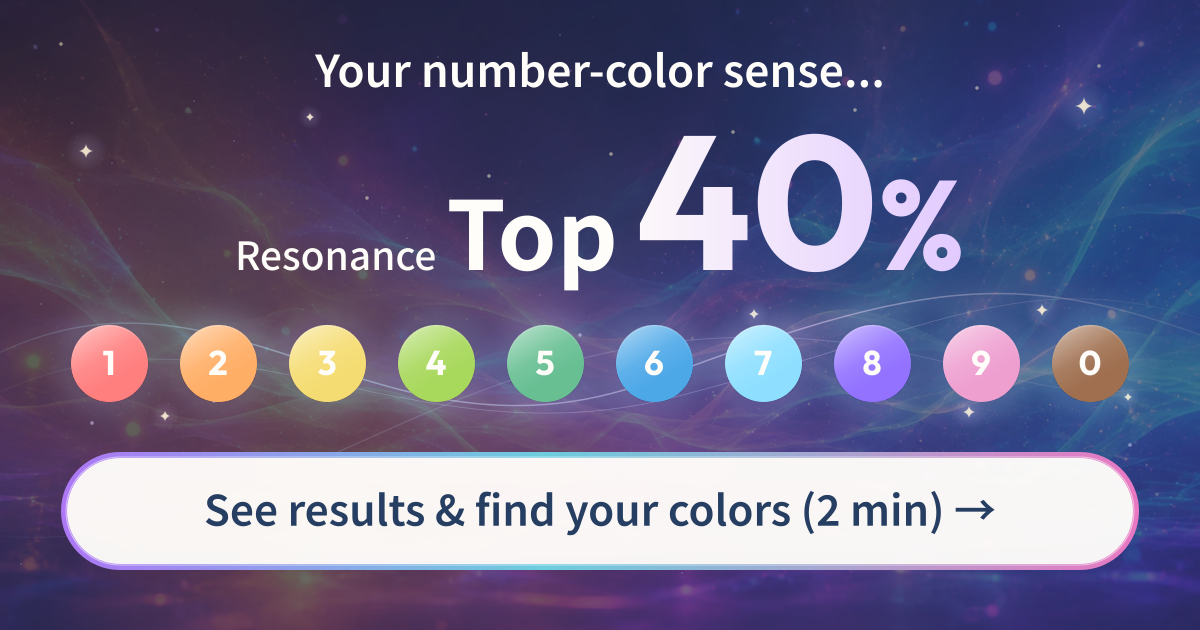 Your number-color sense...
Resonance Top 40%
1 2 3 4 5 6 7 8 9 0
See results & find your colors (2 min) →